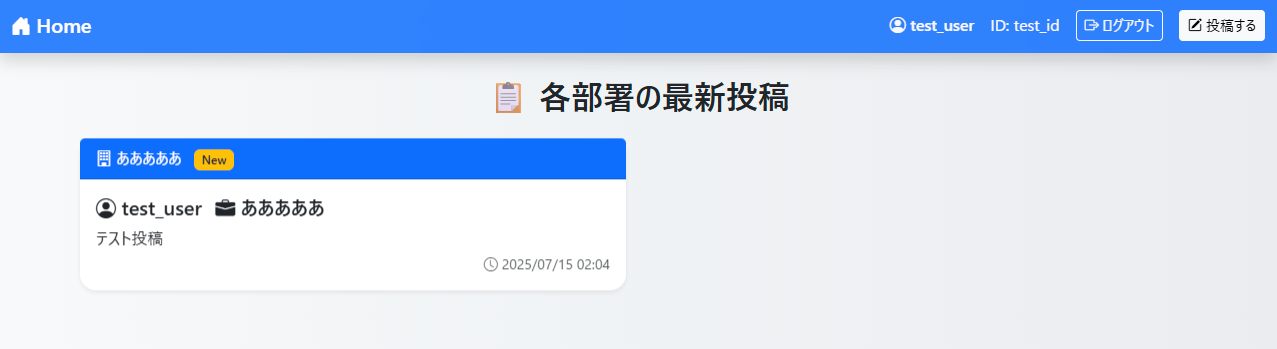 Home test_user ID: test_id ログアウト 投稿する
各部署の最新投稿
あああああ New
test_user あああああ
テスト投稿
2025/07/15 02:04